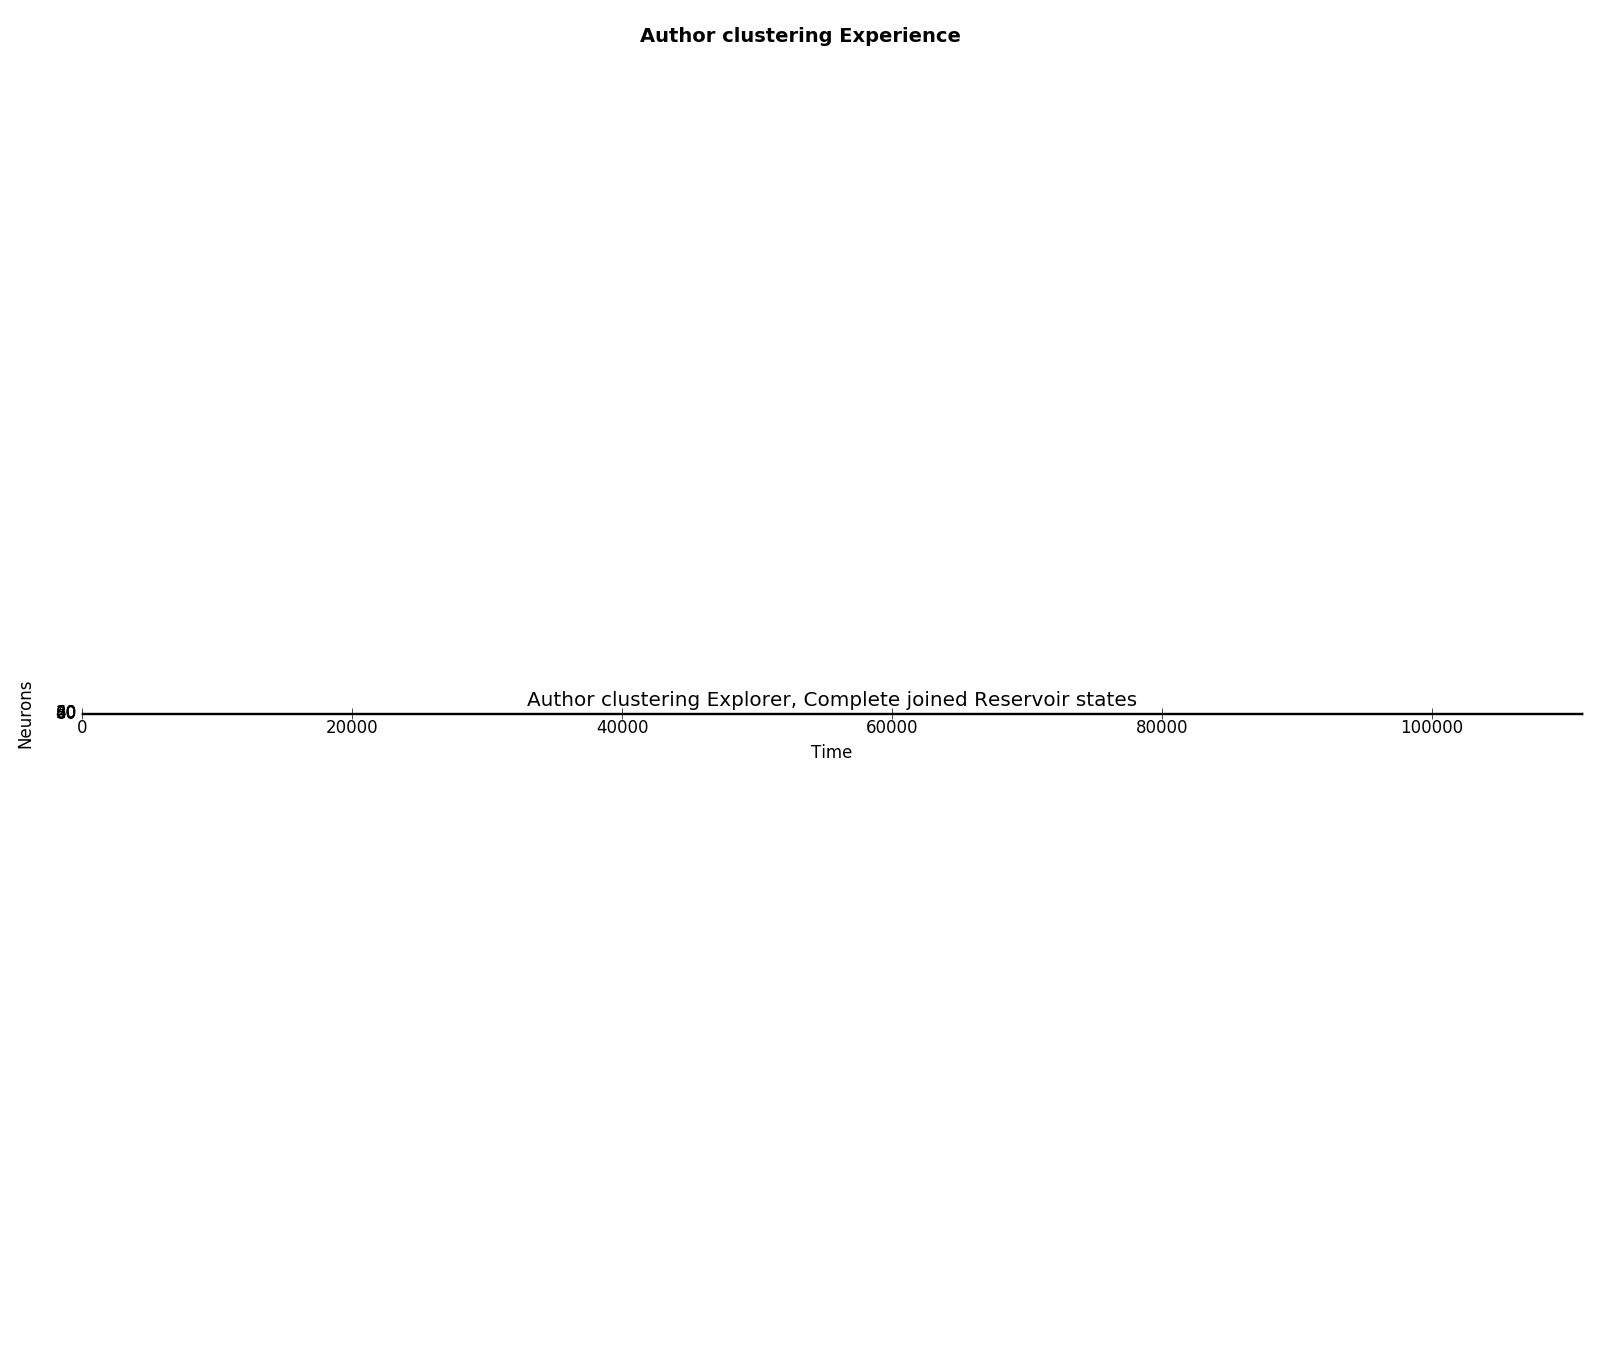 Author clustering Experience
Author clustering Explorer, Complete joined Reservoir states
Neurons
0 20000 40000 60000 80000 100000
Time